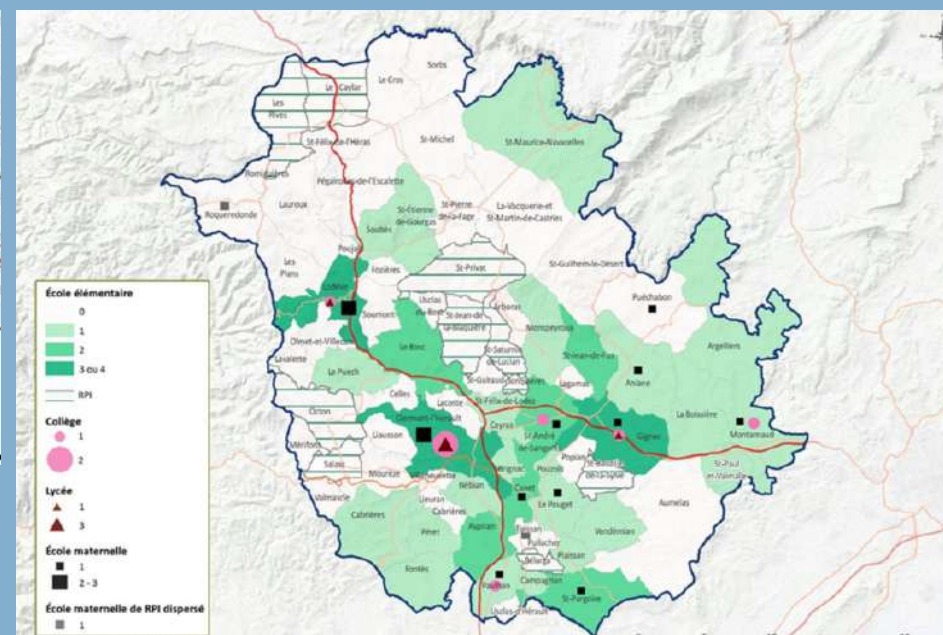 Sorbs
Le Cros
Le Caylar
Les
Rives
St-Maurice-Navacelles
St-Michel
St-Félix-de-l'Héras
Romiguières
Pégairolles-de-l'Escalette
Lauroux
Roqueredonde
St-Étienne
de-Gourgas
St-Pierre
de-la-Fage
La-Vacquerie-et
St-Martin-de-Castries
Soubès
Poujols
Les
Plans
Fozières
St-Privat
St-Guilhem-le-Désert
Lodève
Puéchabon
Usclas
du-Bosc
St-Jean-de
la-Blaquière
Arboras
Soumont
Montpeyroux
Argelliers
Olmet-et-Villecun
Le Bosc
St-Jean-de-Fos
Lavalette
St-Saturnin
de-Lucian
Le Puech
Lagamas
Aniane
St-Félix-de-Lodez
Celles
Lacoste
La Boissière
Clermont-l'Hérault
Ceyras
St-André
de-Sangonis
Gignac
Montarnaud
Liausson
Mérifons
Salasc
Mourèze
Villeneuvette
Brignac
Popian
Pouzols
St-Paul
et-Valmalle
Nébian
Canet
Valmascle
Lieuran
Cabrières
Le Pouget
Aumelas
Cabrières
Péret
Aspiran
Vendémian
Tressan
Puilacher
Plaissan
Bélarga
Fontès
Paulhan
Campagnan
St-Pargoire
Usclas-d'Hérault
École élémentaire
0
1
2
3 ou 4
RPI
Collège
1
2
Lycée
1
3
École maternelle
1
2 - 3
École maternelle de RPI dispersé
1